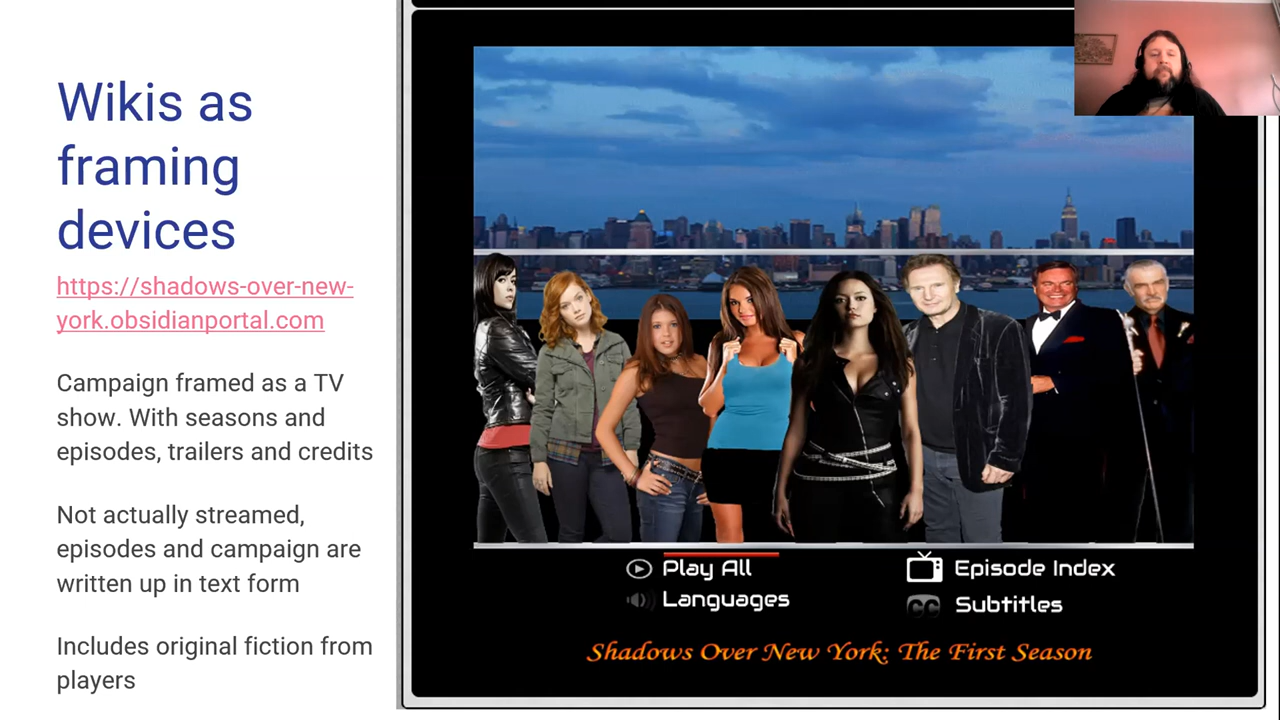 Wikis as
framing
devices
https://shadows-over-new-
york.obsidianportal.com
Campaign framed as a TV
show. With seasons and
episodes, trailers and credits
Not actually streamed,
episodes and campaign are
written up in text form
Includes original fiction from
players
Play All
Episode Index
Languages
CC Subtitles
Shadows Over New York: The First Season